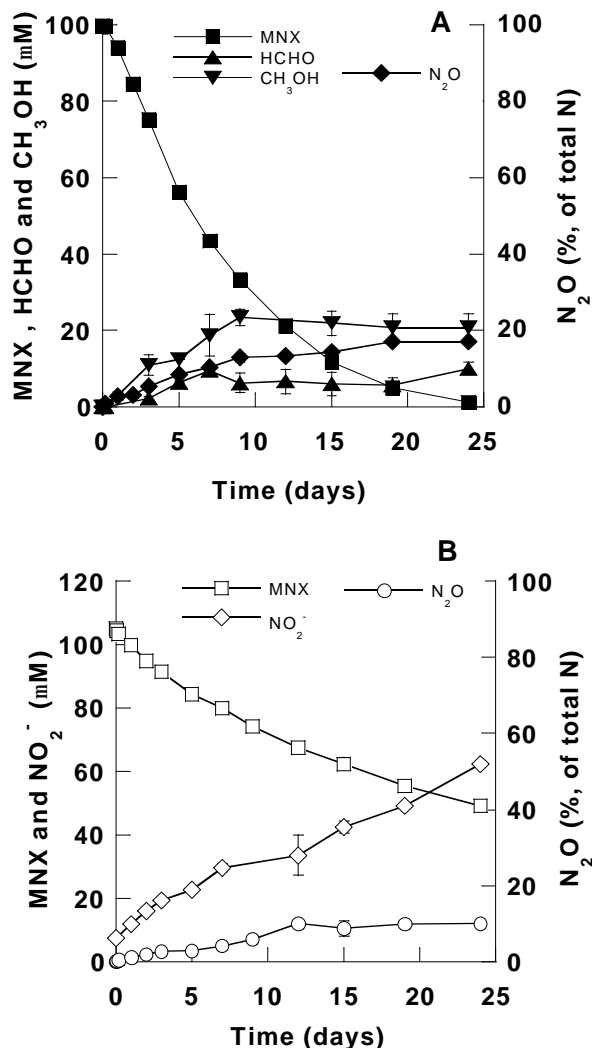 A
MNX
HCHO
CH3OH
N2O
MNX , HCHO and CH3OH (mM)
100
80
60
40
20
0
N2O (%, of total N)
100
80
60
40
20
0
0 5 10 15 20 25
Time (days)
B
MNX
NO2-
N2O
MNX and NO2- (mM)
120
100
80
60
40
20
0
N2O (%, of total N)
100
80
60
40
20
0
0 5 10 15 20 25
Time (days)